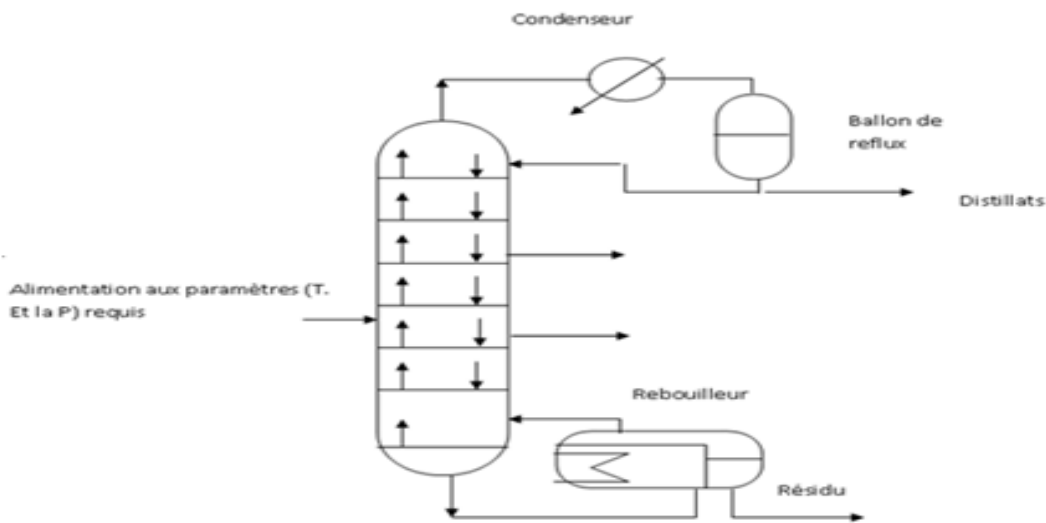 Condenseur
Ballon de
reflux
Distillats
Alimentation aux paramètres (T.
Et la P) requis
Rebouilleur
Résidu